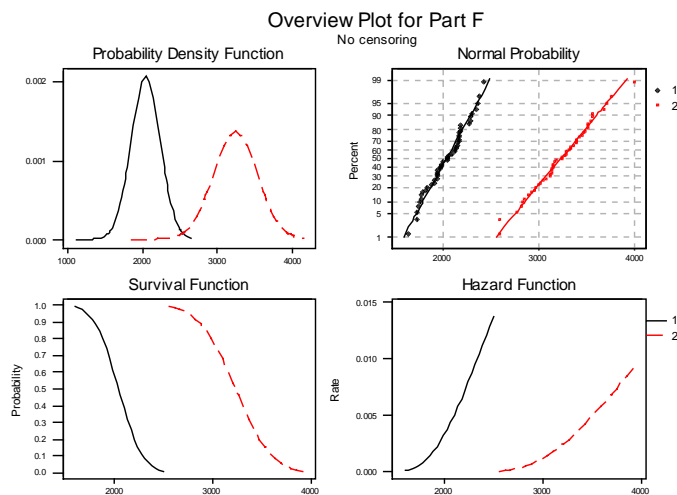 Overview Plot for Part F
No censoring
Probability Density Function
0.002
0.001
0.000
1000 2000 3000 4000
Normal Probability
Percent
99
95
90
80
70
60
50
40
30
20
10
5
1
2000 3000 4000
1
2
Survival Function
Probability
1.0
0.9
0.8
0.7
0.6
0.5
0.4
0.3
0.2
0.1
0.0
2000 3000 4000
Hazard Function
Rate
0.015
0.010
0.005
0.000
2000 3000 4000
1
2